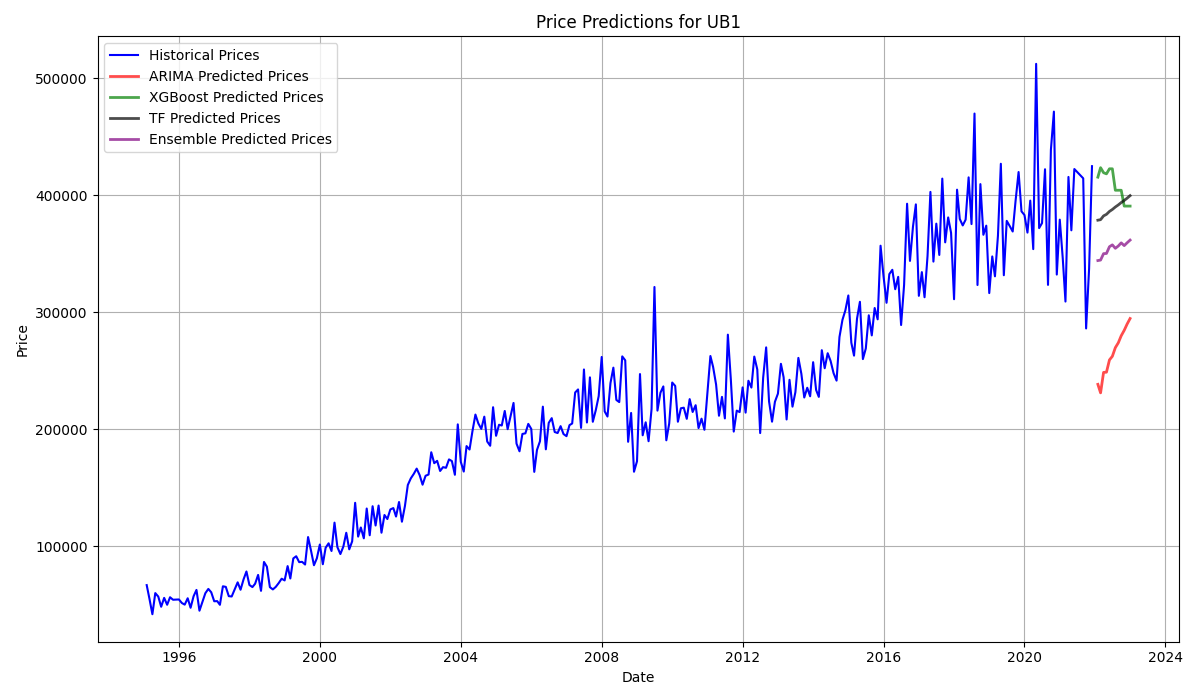 Price Predictions for UB1
Historical Prices
ARIMA Predicted Prices
XGBoost Predicted Prices
TF Predicted Prices
Ensemble Predicted Prices
500000
400000
300000
200000
100000
Price
1996
2000
2004
2008
2012
2016
2020
2024
Date